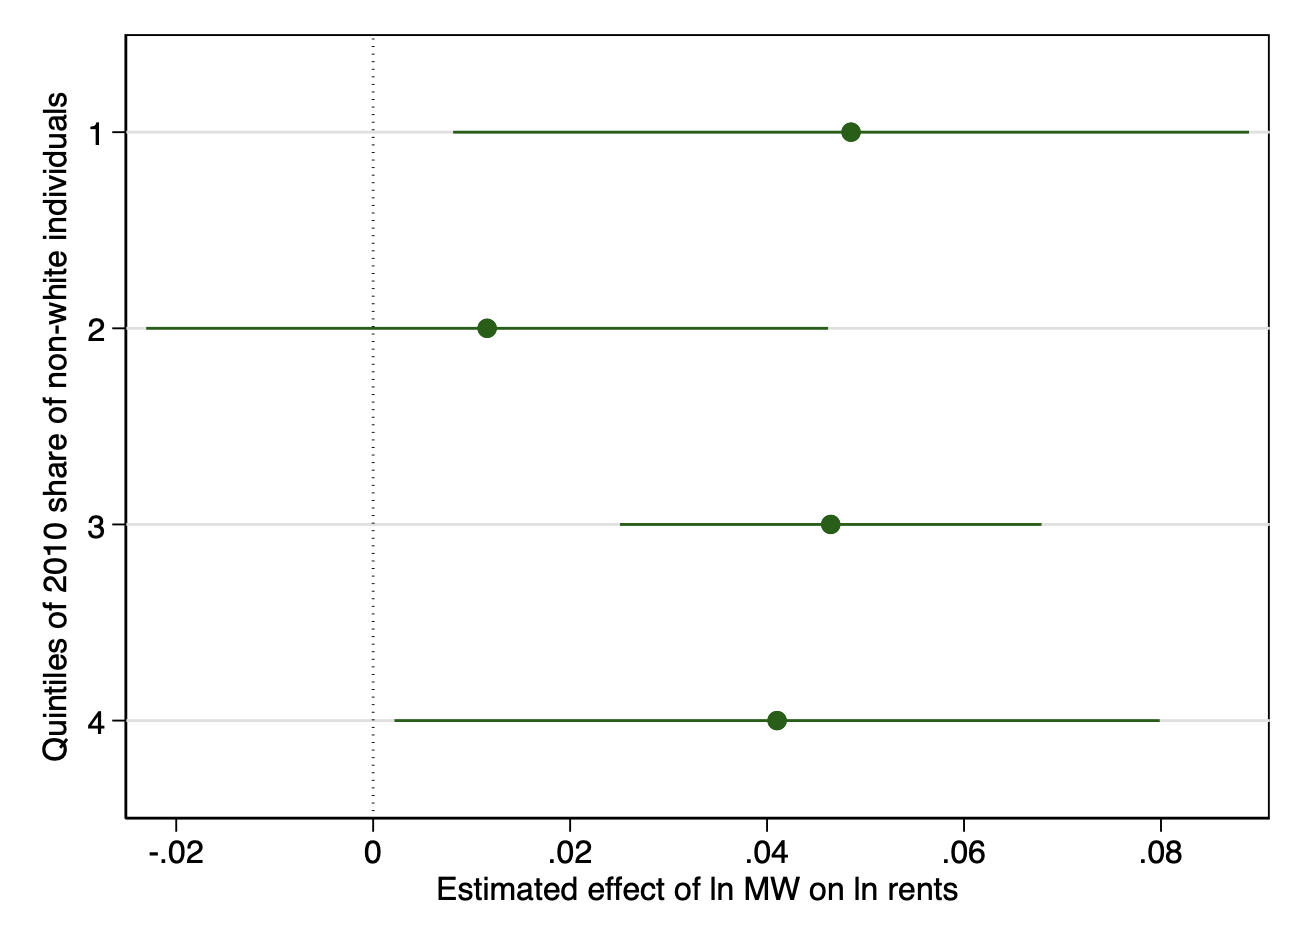 Quintiles of 2010 share of non-white individuals
1
2
3
4
-.02 0 .02 .04 .06 .08
Estimated effect of ln MW on ln rents